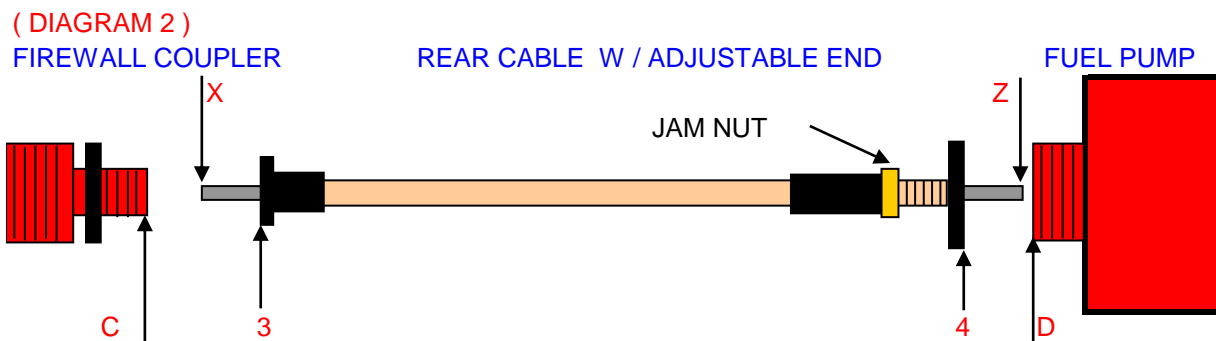 ( DIAGRAM 2 )
FIREWALL COUPLER REAR CABLE W / ADJUSTABLE END FUEL PUMP
X Z
JAM NUT
C 3 4 D